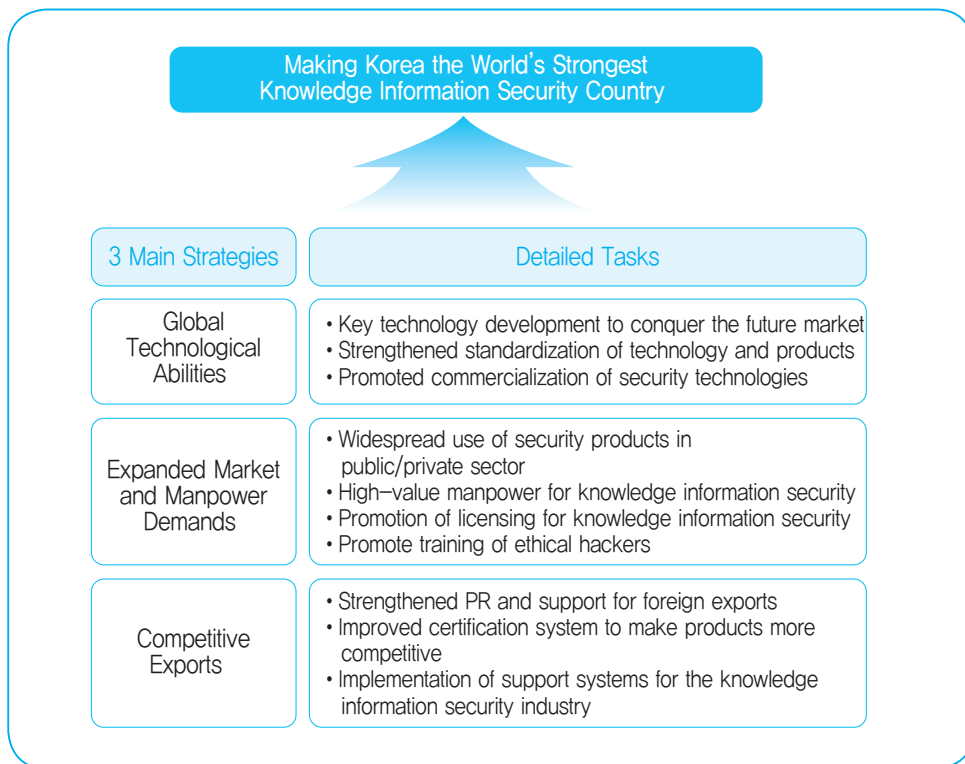 Making Korea the World's Strongest
Knowledge Information Security Country
3 Main Strategies
Detailed Tasks
Global
Technological
Abilities
• Key technology development to conquer the future market
• Strengthened standardization of technology and products
• Promoted commercialization of security technologies
Expanded Market
and Manpower
Demands
• Widespread use of security products in
public/private sector
• High-value manpower for knowledge information security
• Promotion of licensing for knowledge information security
• Promote training of ethical hackers
Competitive
Exports
• Strengthened PR and support for foreign exports
• Improved certification system to make products more
competitive
• Implementation of support systems for the knowledge
information security industry